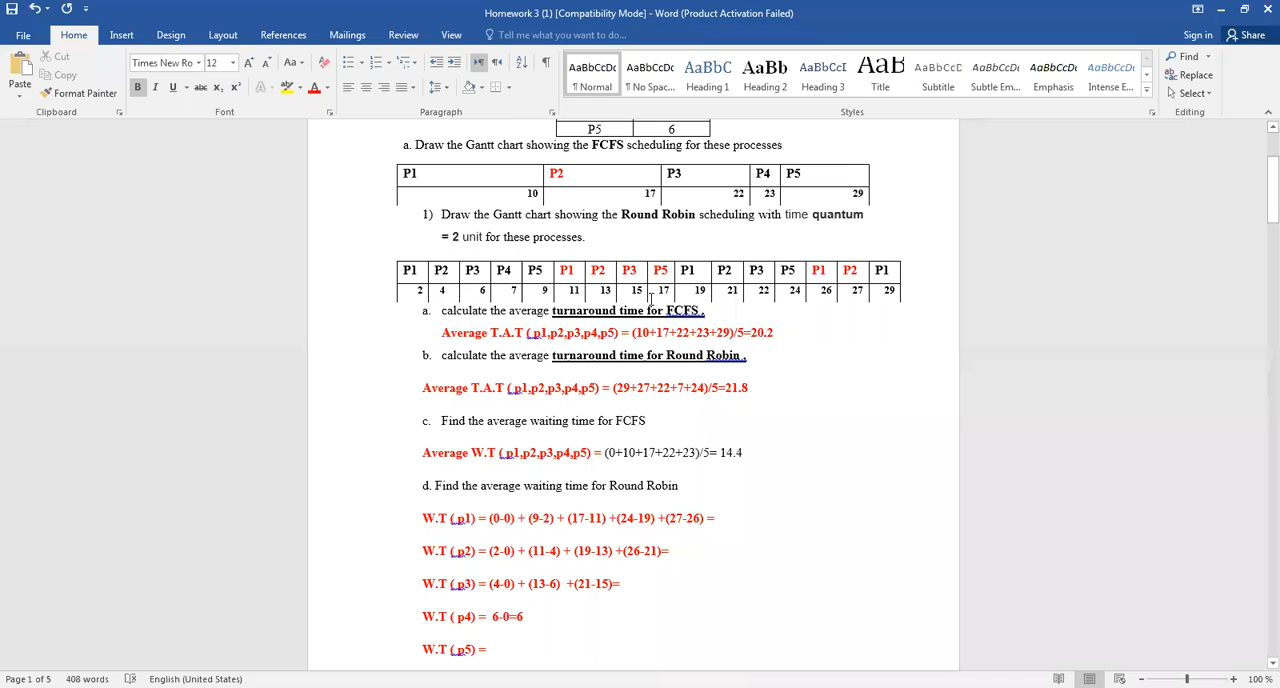 Homework 3 (1) [Compatibility Mode] - Word (Product Activation Failed)
File Home Insert Design Layout References Mailings Review View Tell me what you want to do... Sign in Share
Paste Cut Copy Format Painter
Times New Ro 12 Aa
B I U abc x₂ x² A A
AaBbCcDc AaBbCcDc AaBbC AaBb AaBbCcI AaB AaBbCcD AaBbCcDc AaBbCcDc AaBbCcDc
¶ Normal ¶ No Spac... Heading 1 Heading 2 Heading 3 Title Subtitle Subtle Em... Emphasis Intense E...
Find Replace Select
Clipboard Font Paragraph Styles Editing
P5 6
a. Draw the Gantt chart showing the FCFS scheduling for these processes
P1 P2 P3 P4 P5
10 17 22 23 29
1) Draw the Gantt chart showing the Round Robin scheduling with time quantum
= 2 unit for these processes.
P1 P2 P3 P4 P5 P1 P2 P3 P5 P1 P2 P3 P5 P1 P2 P1
2 4 6 7 9 11 13 15 17 19 21 22 24 26 27 29
a. calculate the average turnaround time for FCFS .
Average T.A.T ( p1,p2,p3,p4,p5) = (10+17+22+23+29)/5=20.2
b. calculate the average turnaround time for Round Robin .
Average T.A.T ( p1,p2,p3,p4,p5) = (29+27+22+7+24)/5=21.8
c. Find the average waiting time for FCFS
Average W.T ( p1,p2,p3,p4,p5) = (0+10+17+22+23)/5= 14.4
d. Find the average waiting time for Round Robin
W.T ( p1) = (0-0) + (9-2) + (17-11) +(24-19) +(27-26) =
W.T ( p2) = (2-0) + (11-4) + (19-13) +(26-21)=
W.T ( p3) = (4-0) + (13-6) +(21-15)=
W.T ( p4) = 6-0=6
W.T ( p5) =
Page 1 of 5 408 words English (United States) 100 %